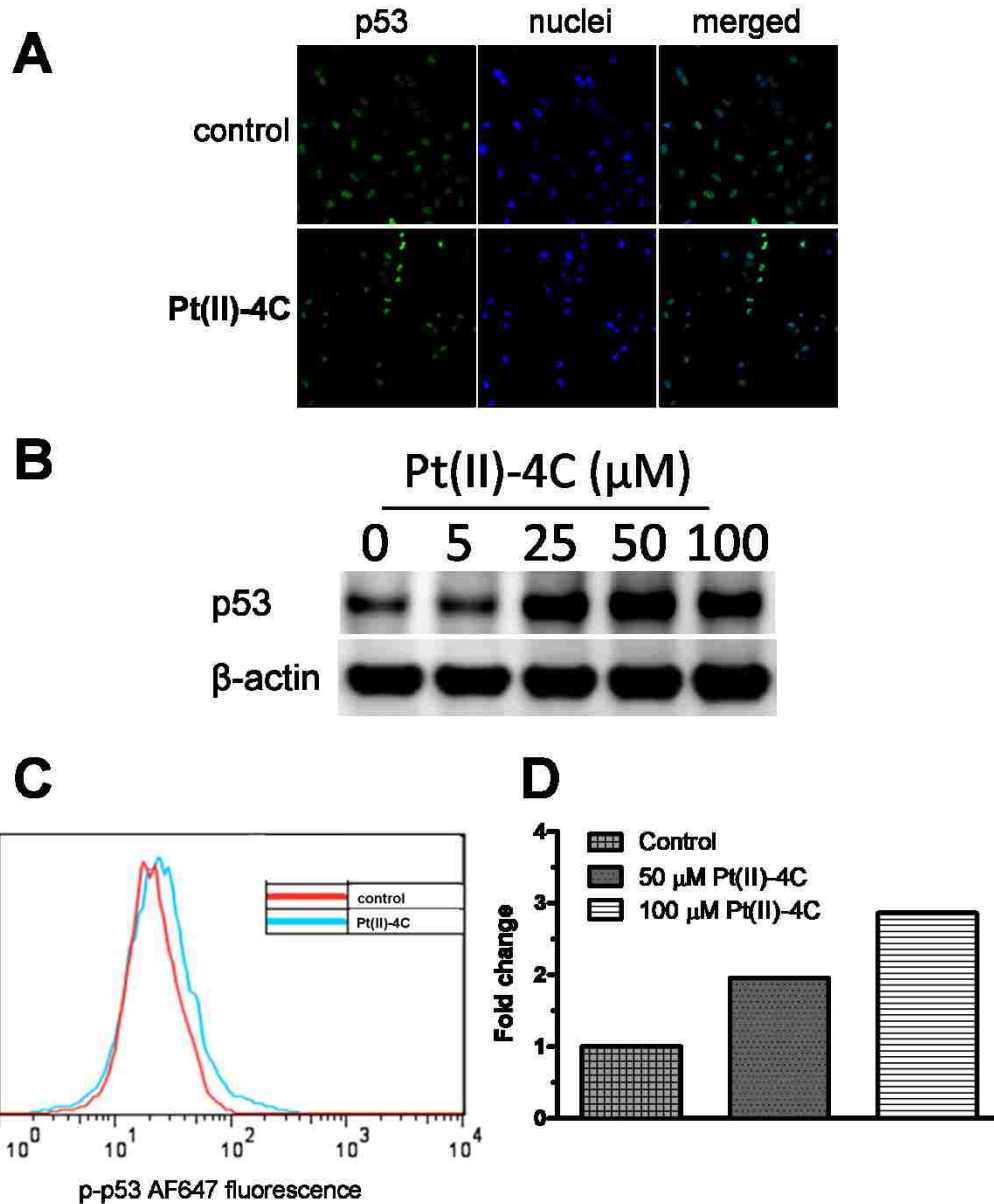 A
p53 nuclei merged
control
Pt(II)-4C
B
Pt(II)-4C (μM)
0 5 25 50 100
p53
β-actin
C
control
Pt(II)-4C
10^0 10^1 10^2 10^3 10^4
p-p53 AF647 fluorescence
D
Control
50 μM Pt(II)-4C
100 μM Pt(II)-4C
Fold change
4
3
2
1
0